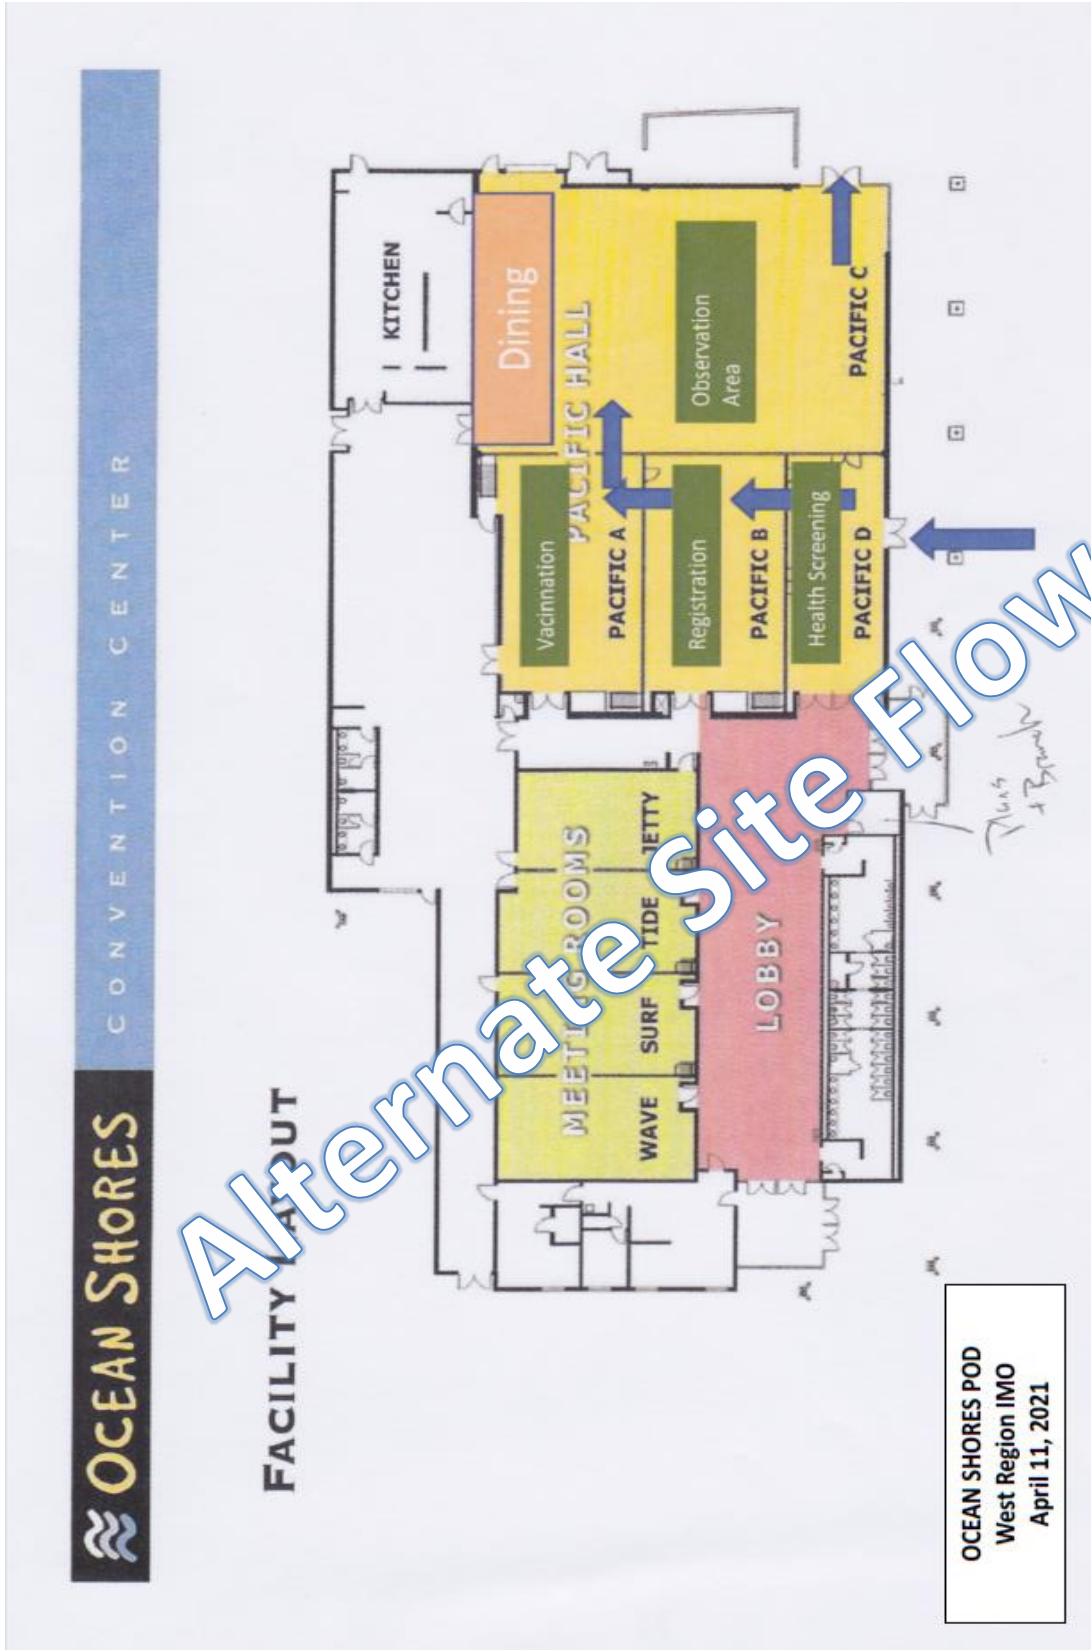 OCEAN SHORES
CONVENTION CENTER
FACILITY LAYOUT
KITCHEN
Dining
PACIFIC HALL
Vacinnation
PACIFIC A
Registration
PACIFIC B
Health Screening
PACIFIC D
Observation
Area
PACIFIC C
MEETING ROOMS
WAVE
SURF
TIDE
JETTY
LOBBY
Alternate Site Flow
OCEAN SHORES POD
West Region IMO
April 11, 2021